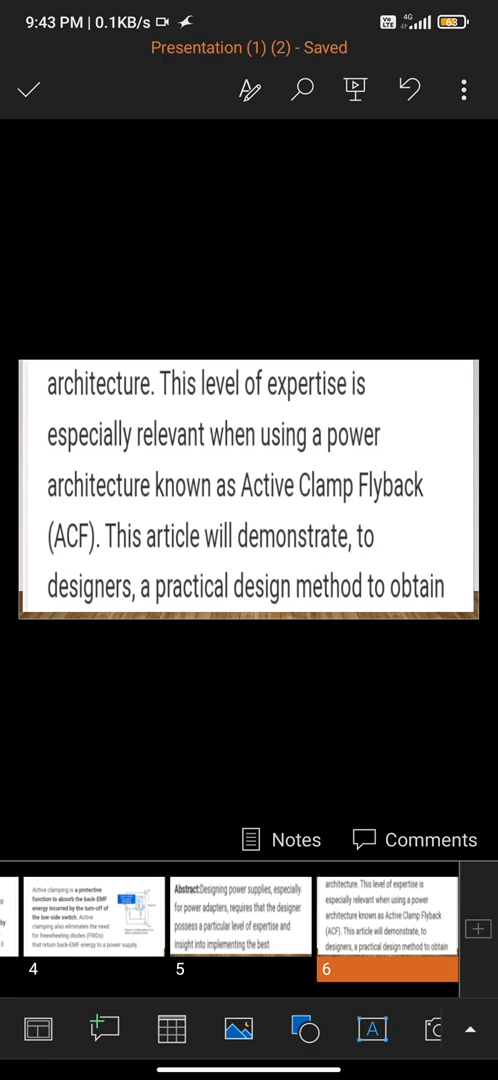 9:43 PM | 0.1KB/s
Vo LTE 4G 63
Presentation (1) (2) - Saved
architecture. This level of expertise is
especially relevant when using a power
architecture known as Active Clamp Flyback
(ACF). This article will demonstrate, to
designers, a practical design method to obtain
Notes Comments
Active clamping is a protective
function to absorb the back-EMF
energy incurred by the turn-off of
the low-side switch. Active
clamping also eliminates the need
for freewheeling diodes (FWDs)
that return back-EMF energy to a power supply.
4
Abstract:Designing power supplies, especially
for power adapters, requires that the designer
possess a particular level of expertise and
insight into implementing the best
5
architecture. This level of expertise is
especially relevant when using a power
architecture known as Active Clamp Flyback
(ACF). This article will demonstrate, to
designers, a practical design method to obtain
6
A